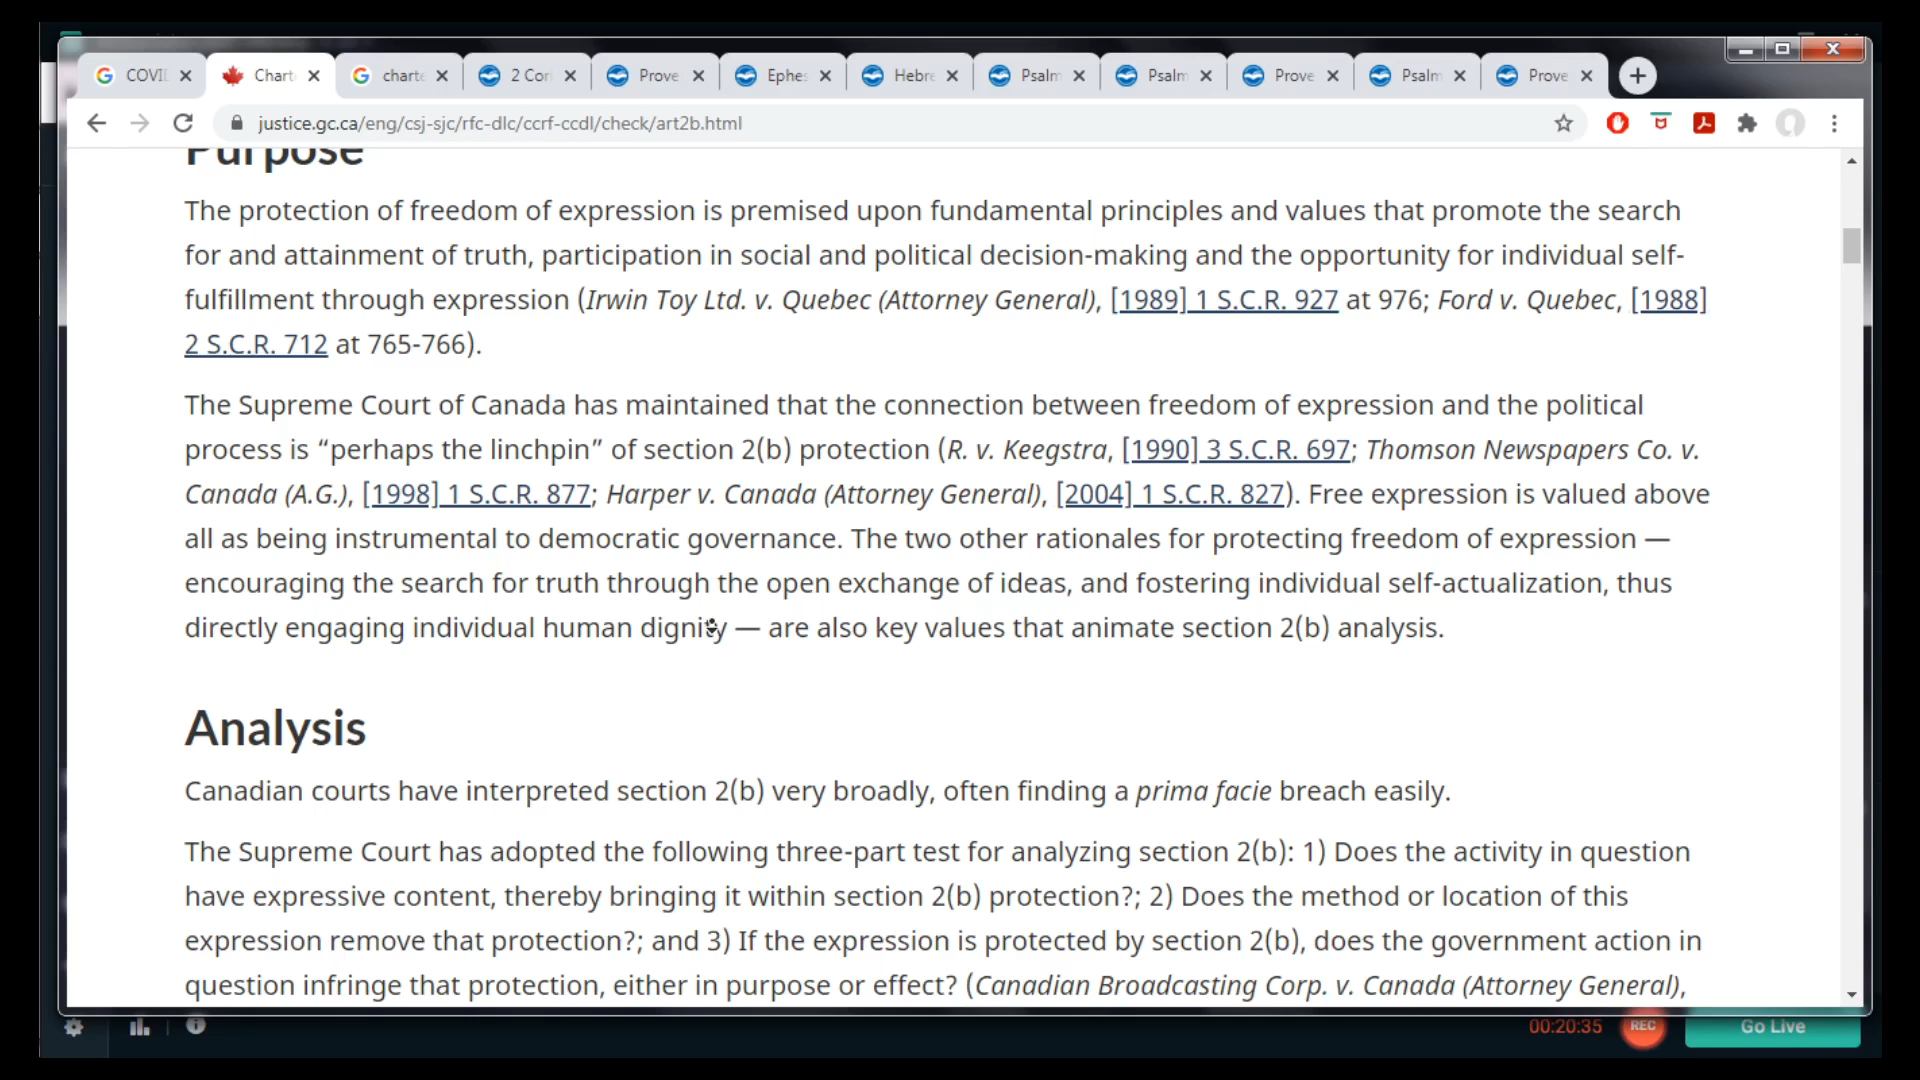 COVI
Chart
charte
2 Cor
Prove
Ephes
Hebre
Psalm
Psalm
Prove
Psalm
Prove
justice.gc.ca/eng/csj-sjc/rfc-dlc/ccrf-ccdl/check/art2b.html
Purpose
The protection of freedom of expression is premised upon fundamental principles and values that promote the search
for and attainment of truth, participation in social and political decision-making and the opportunity for individual self-
fulfillment through expression (Irwin Toy Ltd. v. Quebec (Attorney General), [1989] 1 S.C.R. 927 at 976; Ford v. Quebec, [1988]
2 S.C.R. 712 at 765-766).
The Supreme Court of Canada has maintained that the connection between freedom of expression and the political
process is “perhaps the linchpin” of section 2(b) protection (R. v. Keegstra, [1990] 3 S.C.R. 697; Thomson Newspapers Co. v.
Canada (A.G.), [1998] 1 S.C.R. 877; Harper v. Canada (Attorney General), [2004] 1 S.C.R. 827). Free expression is valued above
all as being instrumental to democratic governance. The two other rationales for protecting freedom of expression —
encouraging the search for truth through the open exchange of ideas, and fostering individual self-actualization, thus
directly engaging individual human dignity — are also key values that animate section 2(b) analysis.
Analysis
Canadian courts have interpreted section 2(b) very broadly, often finding a prima facie breach easily.
The Supreme Court has adopted the following three-part test for analyzing section 2(b): 1) Does the activity in question
have expressive content, thereby bringing it within section 2(b) protection?; 2) Does the method or location of this
expression remove that protection?; and 3) If the expression is protected by section 2(b), does the government action in
question infringe that protection, either in purpose or effect? (Canadian Broadcasting Corp. v. Canada (Attorney General),
00:20:35
REC
Go Live